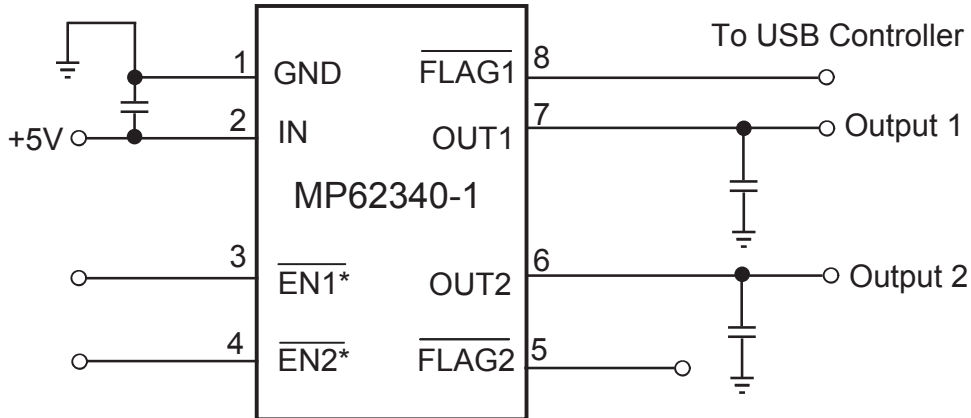 To USB Controller
1 GND
FLAG1 8
+5V
2 IN
OUT1 7
Output 1
MP62340-1
3 EN1*
OUT2 6
Output 2
4 EN2*
FLAG2 5